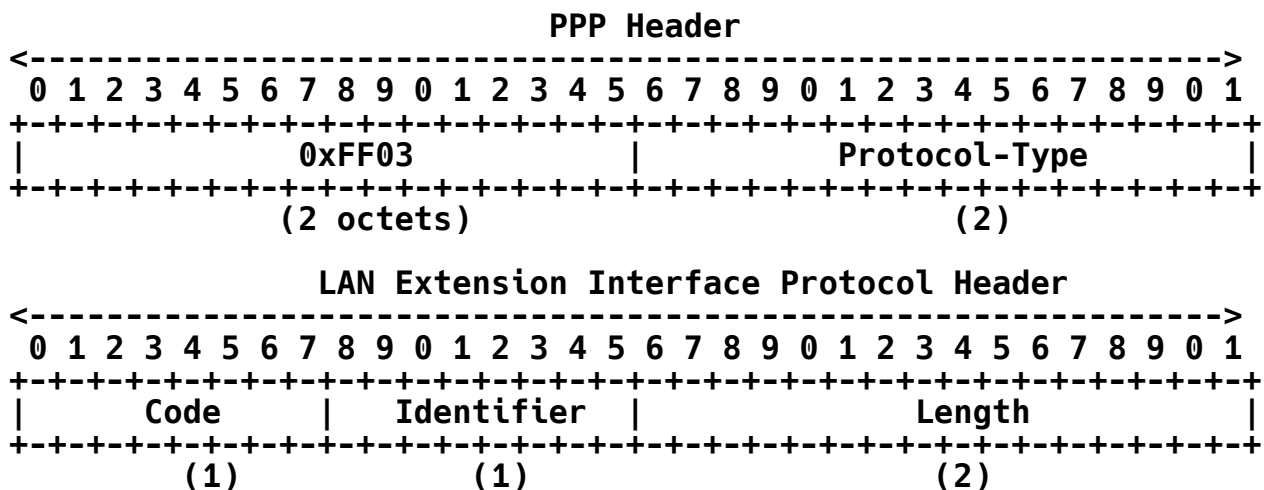 PPP Header
<-------------------------------------------------------------->
0 1 2 3 4 5 6 7 8 9 0 1 2 3 4 5 6 7 8 9 0 1 2 3 4 5 6 7 8 9 0 1
+-+-+-+-+-+-+-+-+-+-+-+-+-+-+-+-+-+-+-+-+-+-+-+-+-+-+-+-+-+-+-+-+
| 0xFF03 | Protocol-Type |
+-+-+-+-+-+-+-+-+-+-+-+-+-+-+-+-+-+-+-+-+-+-+-+-+-+-+-+-+-+-+-+-+
(2 octets) (2)
LAN Extension Interface Protocol Header
<-------------------------------------------------------------->
0 1 2 3 4 5 6 7 8 9 0 1 2 3 4 5 6 7 8 9 0 1 2 3 4 5 6 7 8 9 0 1
+-+-+-+-+-+-+-+-+-+-+-+-+-+-+-+-+-+-+-+-+-+-+-+-+-+-+-+-+-+-+-+-+
| Code | Identifier | Length |
+-+-+-+-+-+-+-+-+-+-+-+-+-+-+-+-+-+-+-+-+-+-+-+-+-+-+-+-+-+-+-+-+
(1) (1) (2)